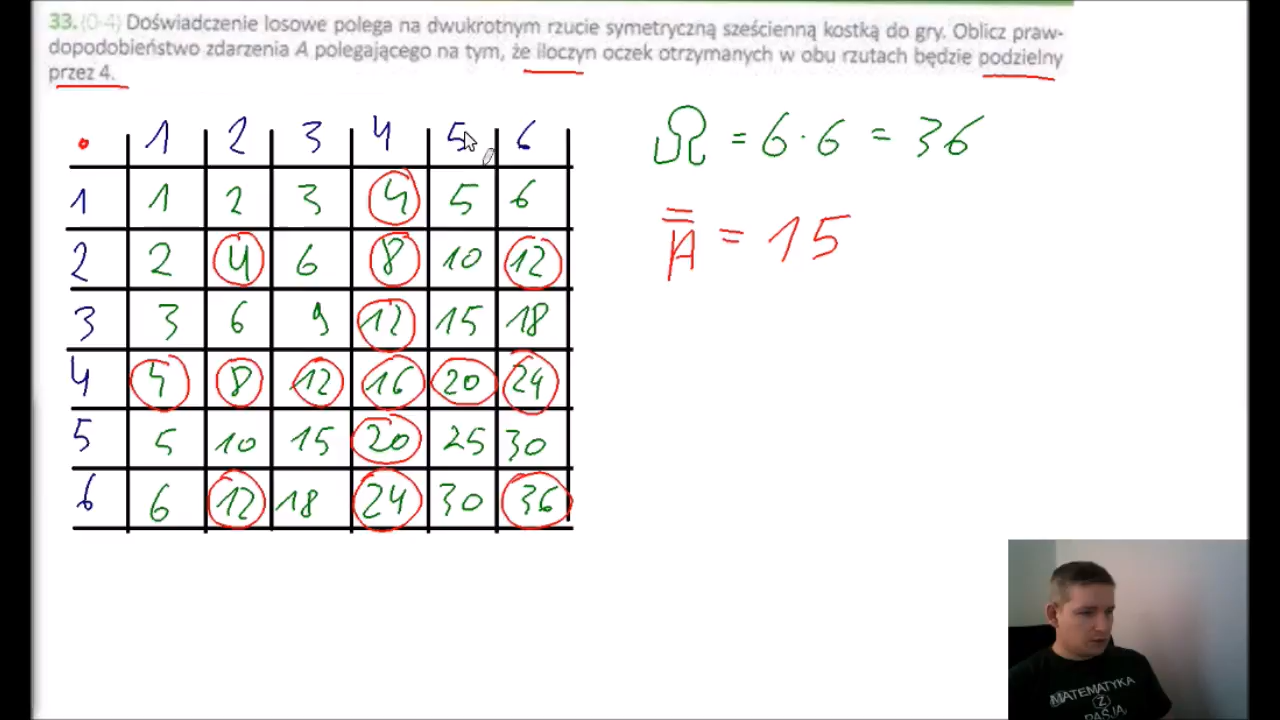 33. (0-4) Doświadczenie losowe polega na dwukrotnym rzucie symetryczną sześcienną kostką do gry. Oblicz praw-
dopodobieństwo zdarzenia A polegającego na tym, że iloczyn oczek otrzymanych w obu rzutach będzie podzielny
przez 4.
• 1 2 3 4 5 6
1 1 2 3 4 5 6
2 2 4 6 8 10 12
3 3 6 9 12 15 18
4 4 8 12 16 20 24
5 5 10 15 20 25 30
6 6 12 18 24 30 36
Ω = 6 · 6 = 36
A = 15
MATEMATYKA
Z
PASJĄ